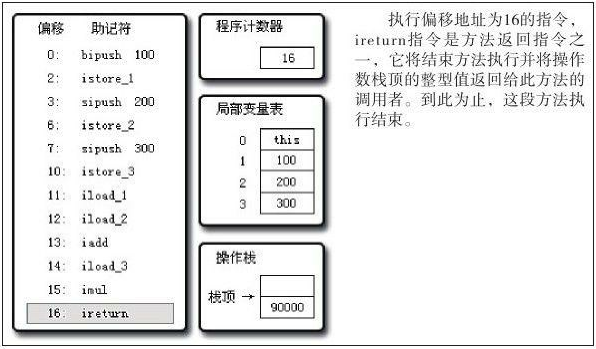 偏移 助记符
0: bipush 100
2: istore_1
3: sipush 200
6: istore_2
7: sipush 300
10: istore_3
11: iload_1
12: iload_2
13: iadd
14: iload_3
15: imul
16: ireturn
程序计数器
16
局部变量表
0 this
1 100
2 200
3 300
操作栈
栈顶 →
90000
执行偏移地址为16的指令，
ireturn指令是方法返回指令之
一，它将结束方法执行并将操作
数栈顶的整型值返回给此方法的
调用者。到此为止，这段方法执
行结束。